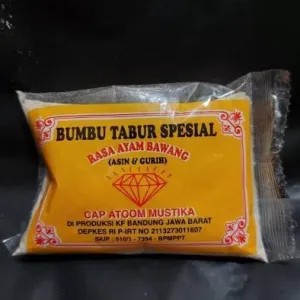 BUMBU TABUR SPESIAL
RASA AYAM BAWANG
(ASIN & GURIH)
CAP ATOOM MUSTIKA
DI PRODUKSI KF BANDUNG JAWA BARAT
DEPKES RI P-IRT NO 2113273011607